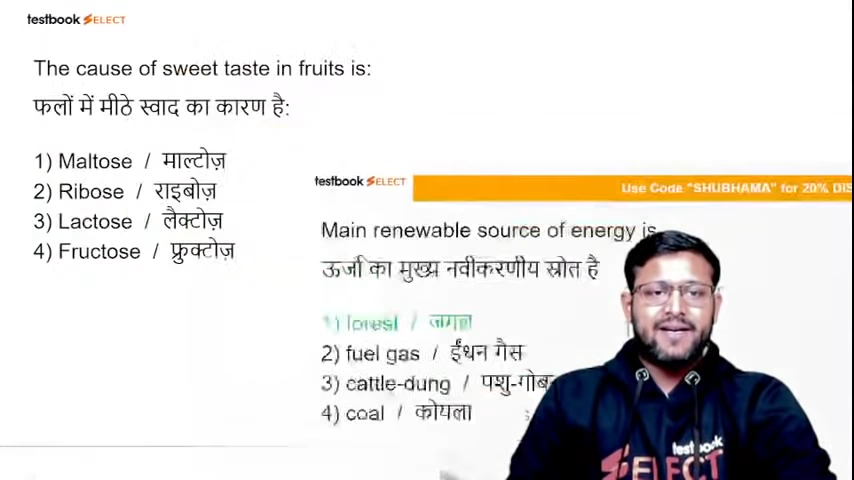 testbook SELECT
The cause of sweet taste in fruits is:
फलों में मीठे स्वाद का कारण है:
1) Maltose / माल्टोज़
2) Ribose / राइबोज़
3) Lactose / लैक्टोज़
4) Fructose / फ्रुक्टोज़
testbook SELECT
Use Code "SHUBHAMA" for 20% DIS
Main renewable source of energy is
ऊर्जा का मुख्य नवीकरणीय स्रोत है
1) forest / जंगल
2) fuel gas / ईंधन गैस
3) cattle-dung / पशु-गोब
4) coal / कोयला
testbook
SELECT